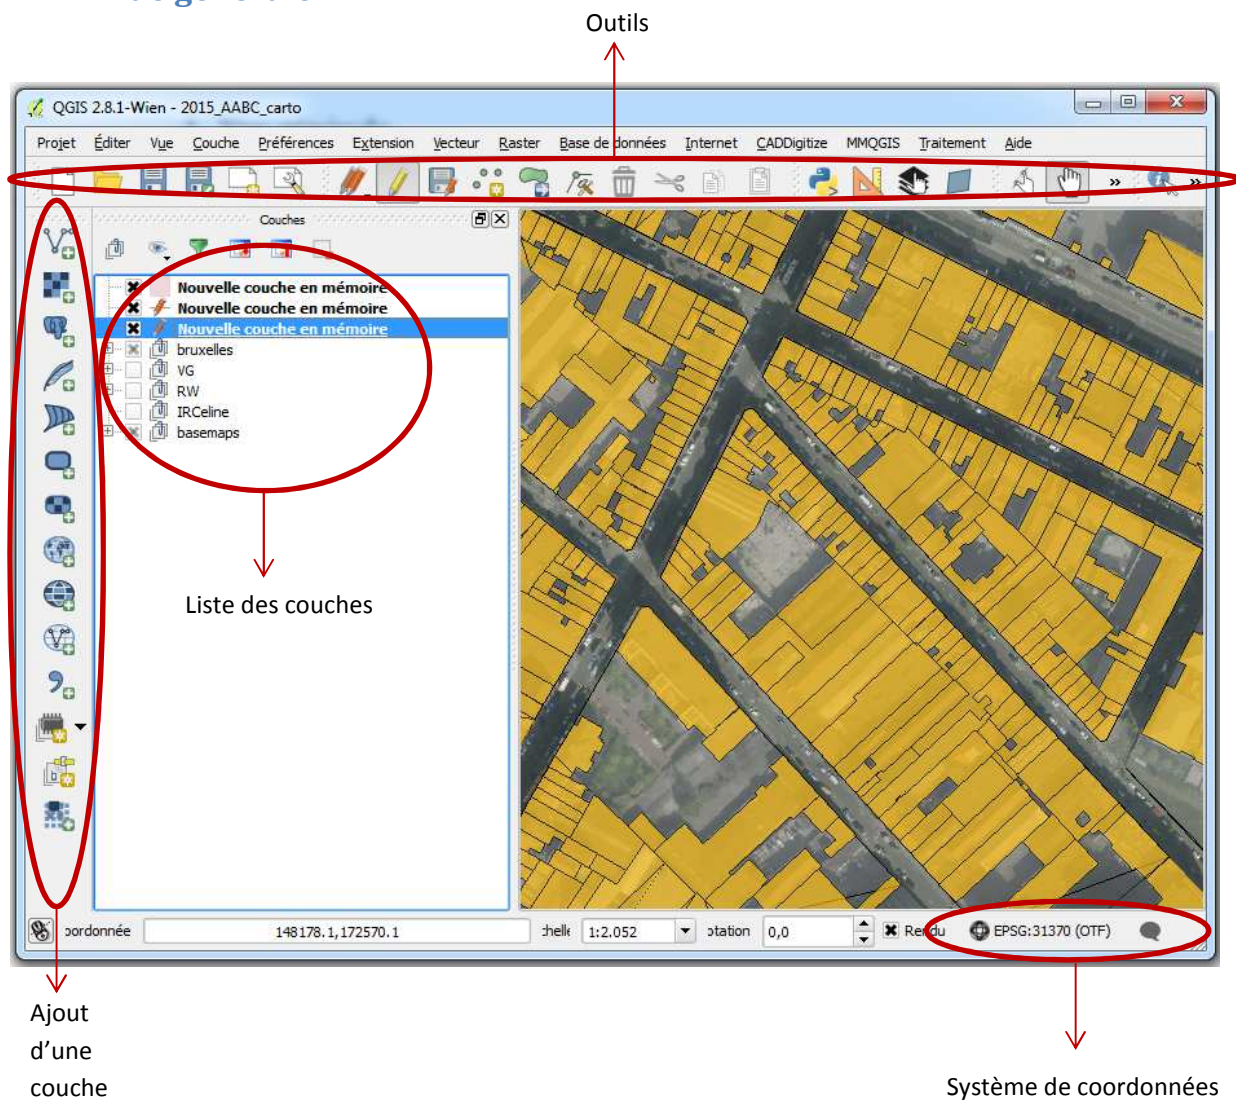 Outils
QGIS 2.8.1-Wien - 2015_AABC_carto
Projet Éditer Vue Couche Préférences Extension Vecteur Raster Base de données Internet CADDigitize MMQGIS Traitement Aide
Couches
Nouvelle couche en mémoire
Nouvelle couche en mémoire
Nouvelle couche en mémoire
bruxelles
VG
RW
IRCeline
basemaps
Liste des couches
oordonnée 148178.1,172570.1 chelle 1:2.052 otation 0,0 Rendu EPSG:31370 (OTF)
Ajout
d'une
couche
Système de coordonnées